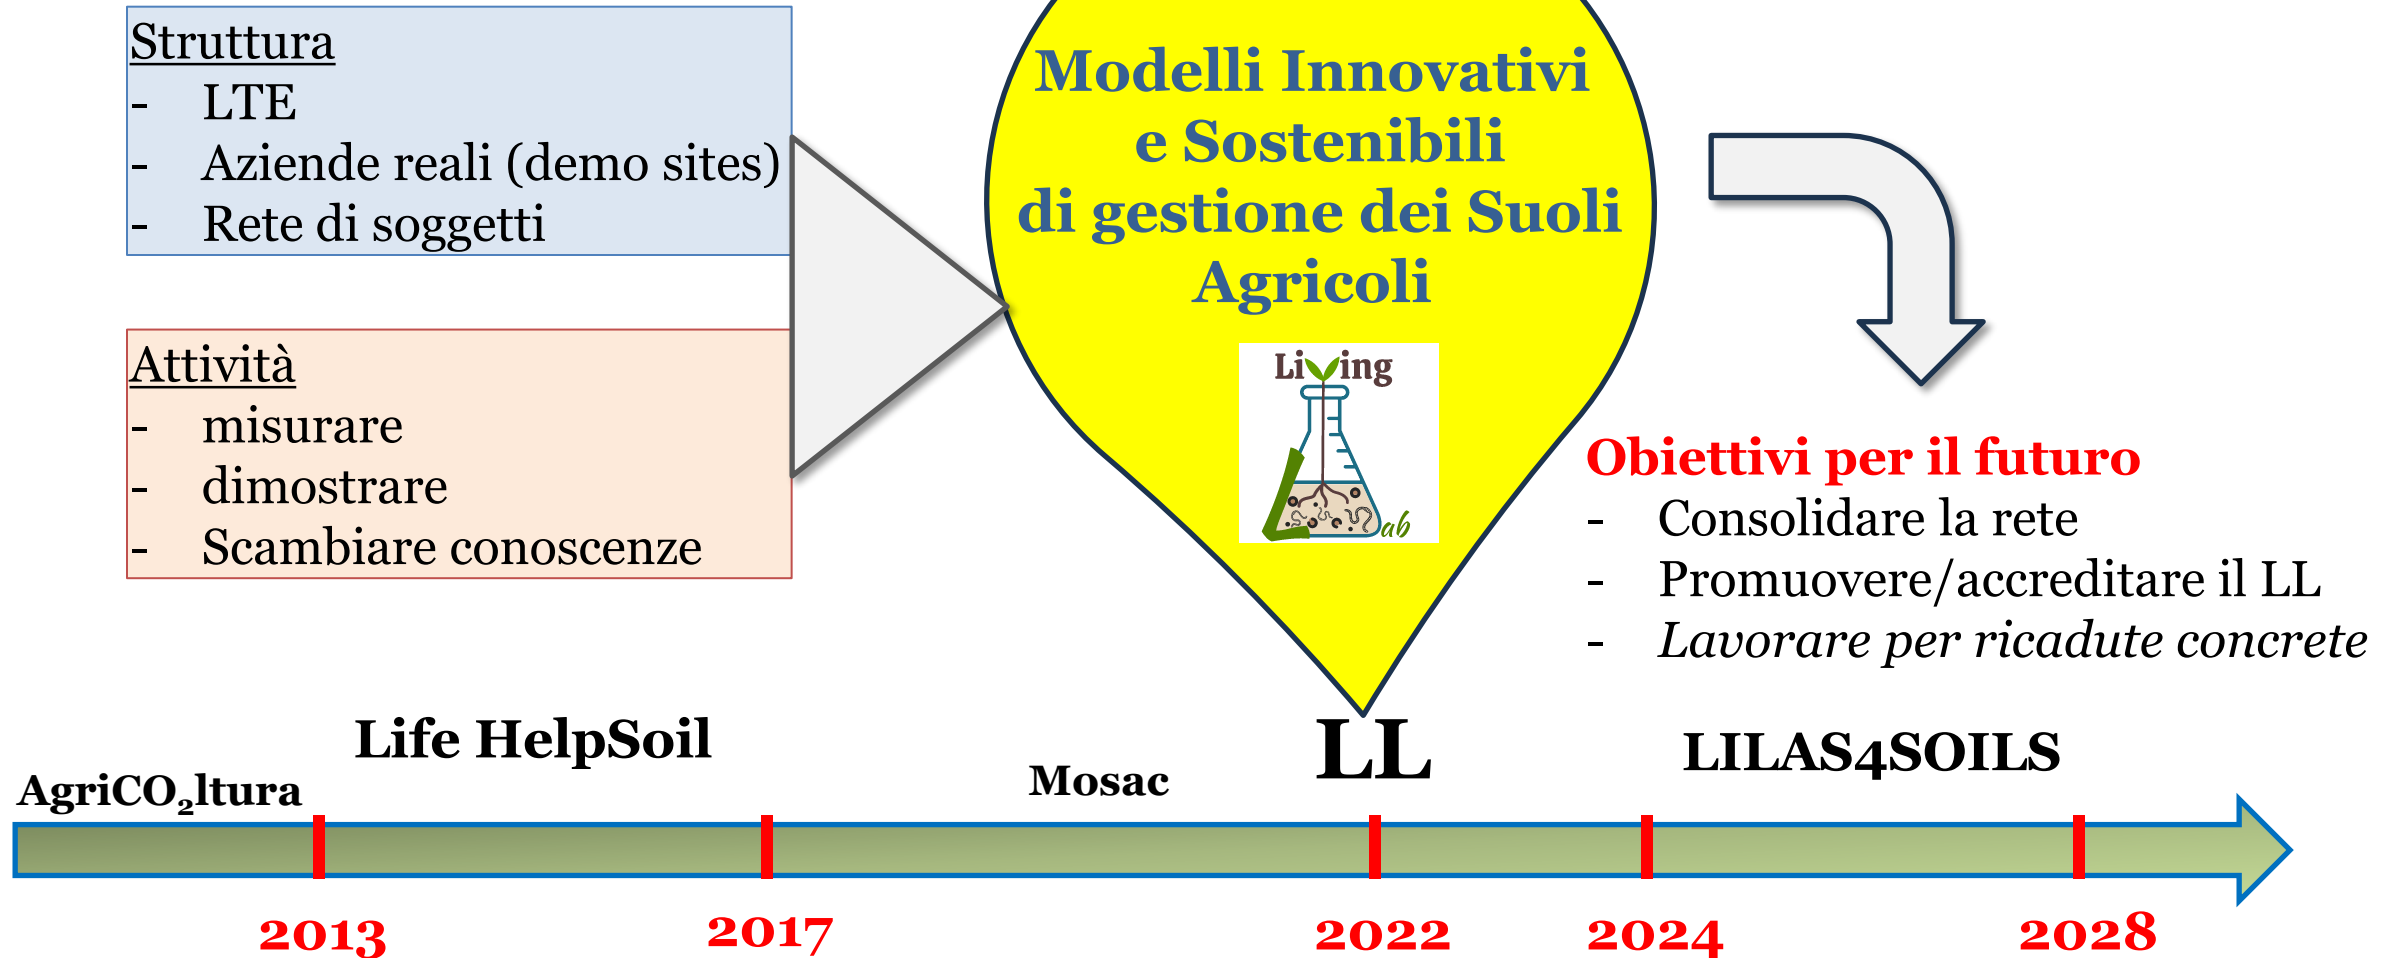 Struttura
- LTE
- Aziende reali (demo sites)
- Rete di soggetti
Attività
- misurare
- dimostrare
- Scambiare conoscenze
Modelli Innovativi
e Sostenibili
di gestione dei Suoli
Agricoli
Living
Lab
Obiettivi per il futuro
- Consolidare la rete
- Promuovere/accreditare il LL
- Lavorare per ricadute concrete
AgriCO₂ltura
Life HelpSoil
Mosac
LL
LILAS4SOILS
2013
2017
2022
2024
2028